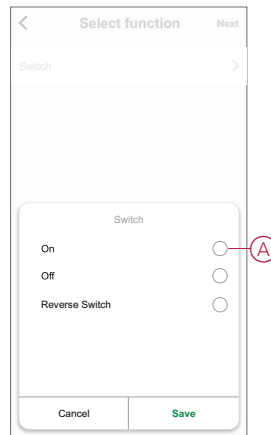 Select function Next
Switch
Switch
On
A
Off
Reverse Switch
Cancel Save